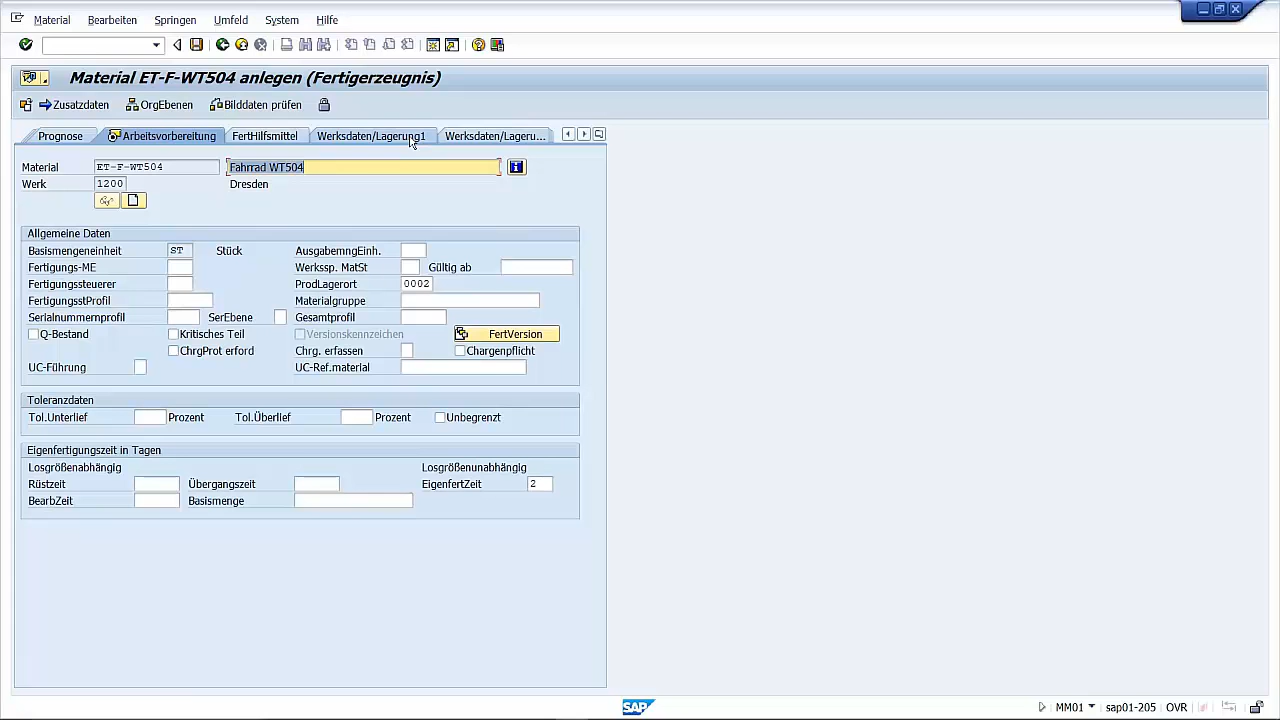 Material Bearbeiten Springen Umfeld System Hilfe
Material ET-F-WT504 anlegen (Fertigerzeugnis)
Zusatzdaten OrgEbenen Bilddaten prüfen
Prognose Arbeitsvorbereitung FertHilfsmittel Werksdaten/Lagerung1 Werksdaten/Lageru...
Material ET-F-WT504 Fahrrad WT504
Werk 1200 Dresden
Allgemeine Daten
Basismengeneinheit ST Stück AusgabemngEinh.
Fertigungs-ME Werkssp. MatSt Gültig ab
Fertigungssteuerer ProdLagerort 0002
FertigungsstProfil Materialgruppe
Serialnummernprofil SerEbene Gesamtprofil
Q-Bestand Kritisches Teil Versionskennzeichen FertVersion
ChrgProt erford Chrg. erfassen Chargenpflicht
UC-Führung UC-Ref.material
Toleranzdaten
Tol.Unterlief Prozent Tol.Überlief Prozent Unbegrenzt
Eigenfertigungszeit in Tagen
Losgrößenabhängig Losgrößenunabhängig
Rüstzeit Übergangszeit EigenfertZeit 2
BearbZeit Basismenge
SAP MM01 sap01-205 OVR